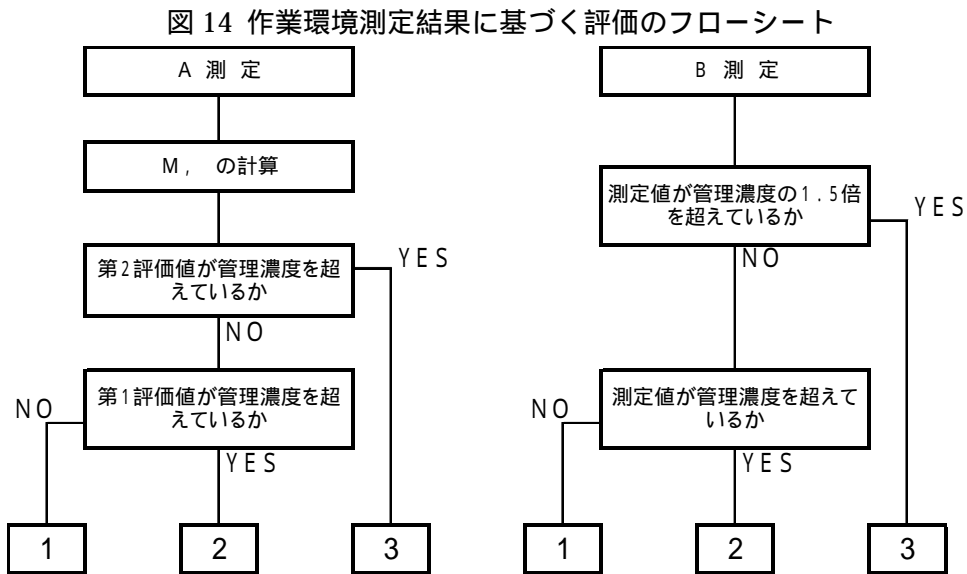 図 14 作業環境測定結果に基づく評価のフローシート
A 測 定
M, の計算
第2評価値が管理濃度を超
えているか
YES
NO
第1評価値が管理濃度を超
えているか
NO
YES
1
2
3
B 測 定
測定値が管理濃度の1.5倍
を超えているか
YES
NO
測定値が管理濃度を超えて
いるか
NO
YES
1
2
3